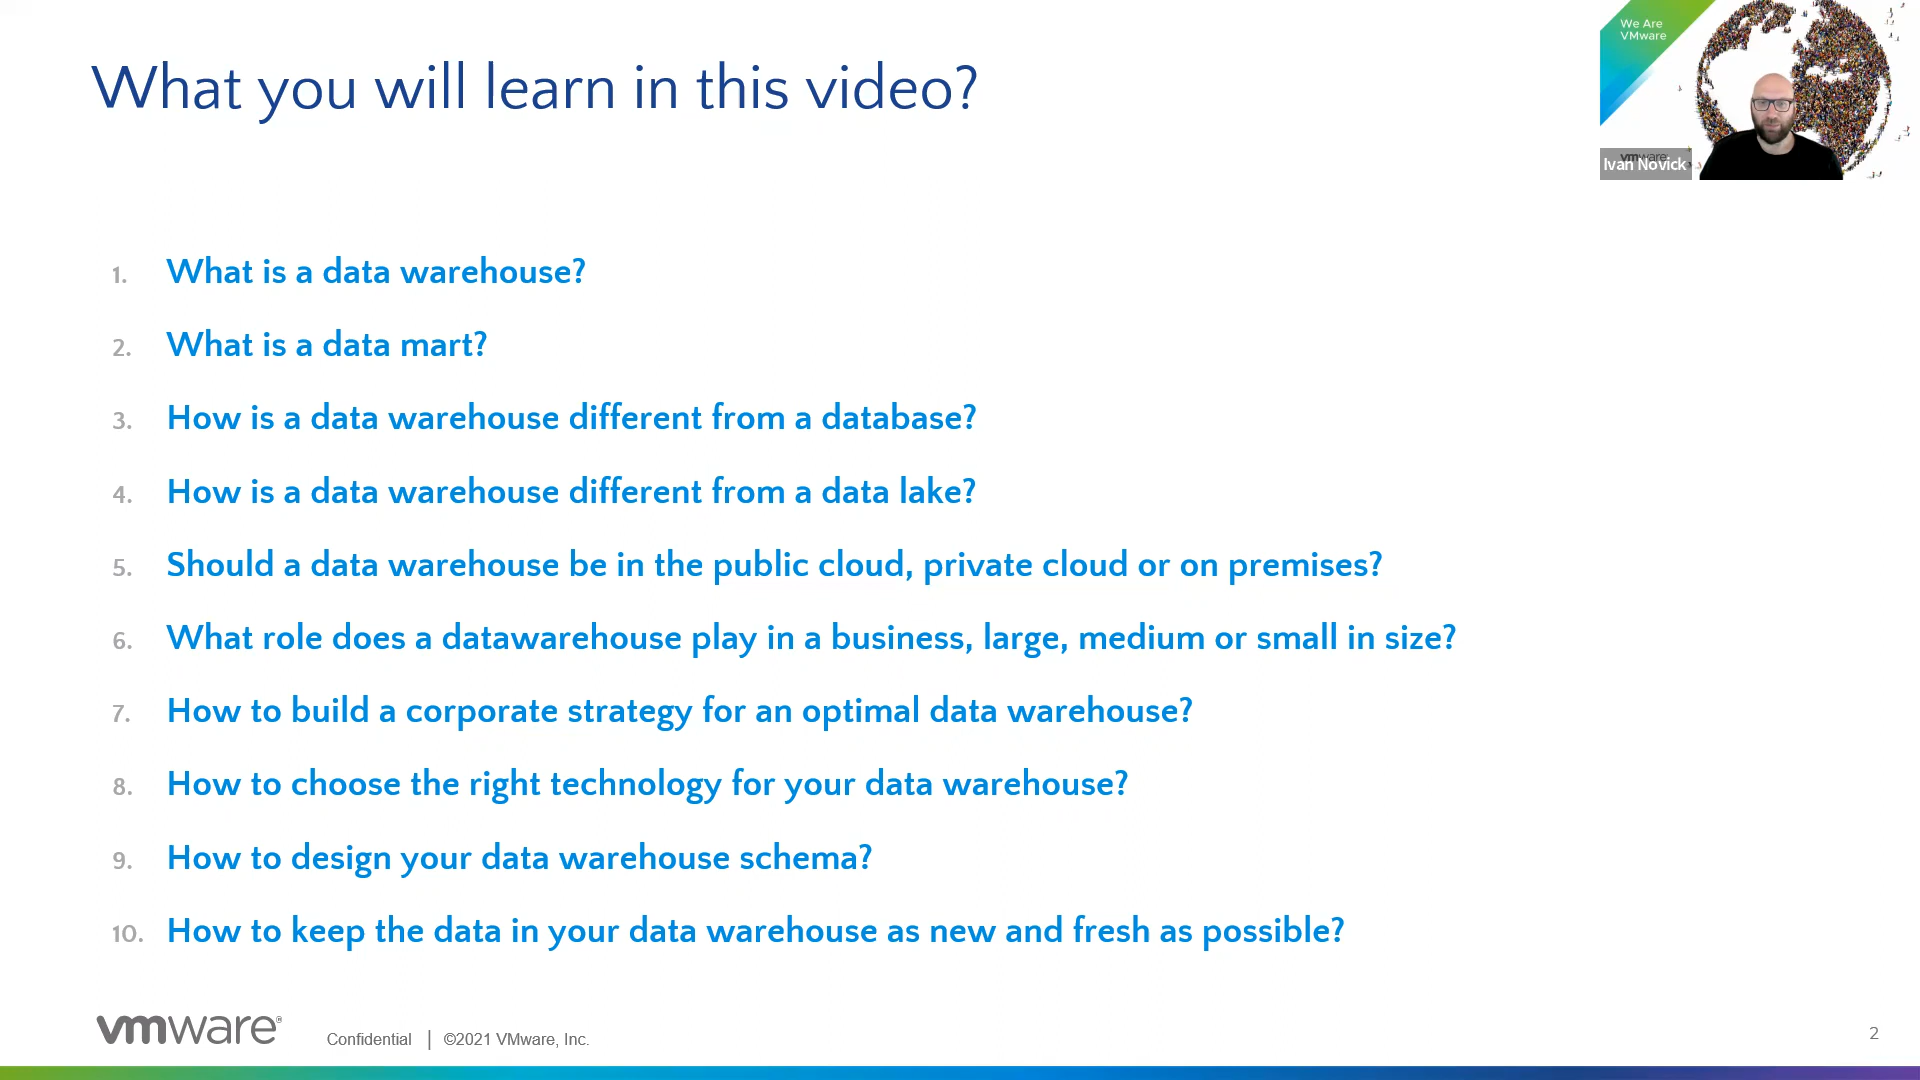 What you will learn in this video?
We Are
VMware
vmware
Ivan Novick
1. What is a data warehouse?
2. What is a data mart?
3. How is a data warehouse different from a database?
4. How is a data warehouse different from a data lake?
5. Should a data warehouse be in the public cloud, private cloud or on premises?
6. What role does a datawarehouse play in a business, large, medium or small in size?
7. How to build a corporate strategy for an optimal data warehouse?
8. How to choose the right technology for your data warehouse?
9. How to design your data warehouse schema?
10. How to keep the data in your data warehouse as new and fresh as possible?
vmware® Confidential | ©2021 VMware, Inc. 2